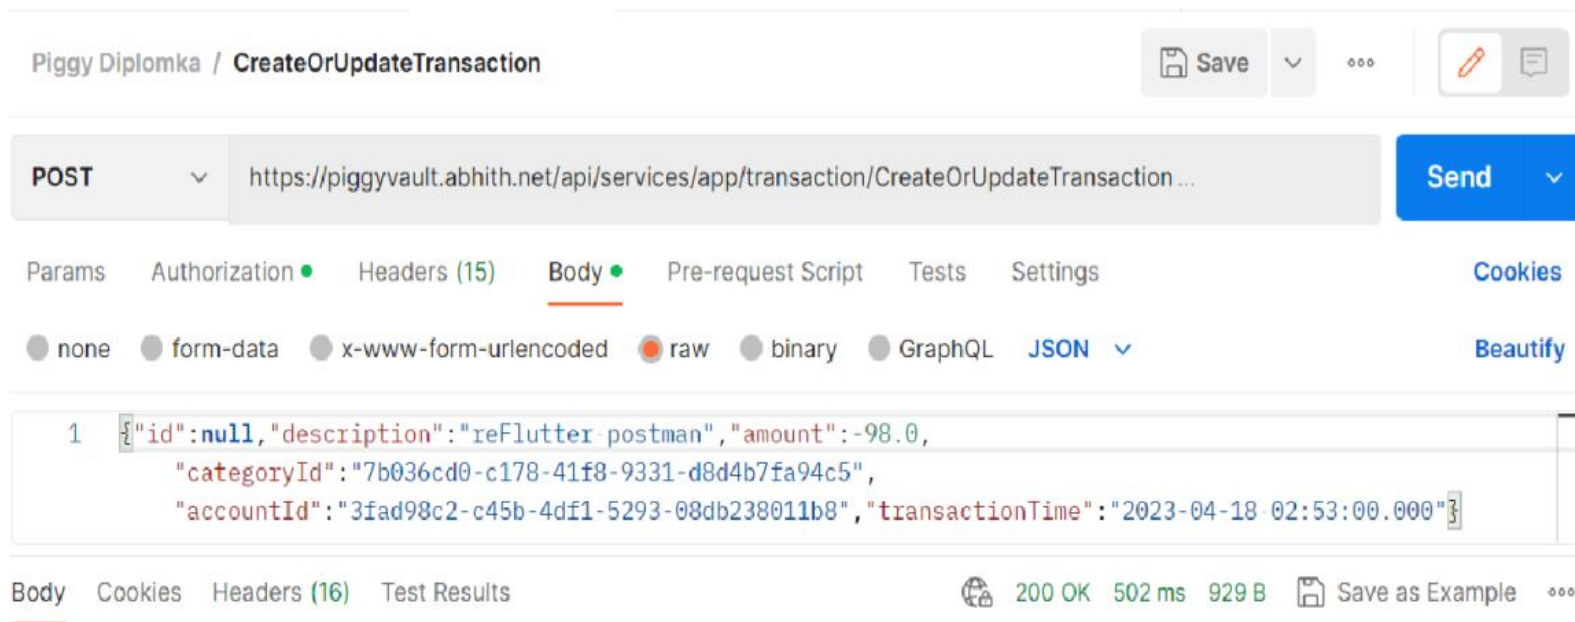 Piggy Diplomka / CreateOrUpdateTransaction Save
POST https://piggyvault.abhith.net/api/services/app/transaction/CreateOrUpdateTransaction ... Send
Params Authorization Headers (15) Body Pre-request Script Tests Settings Cookies
none form-data x-www-form-urlencoded raw binary GraphQL JSON Beautify
1 {"id":null,"description":"reFlutter postman","amount":-98.0,
"categoryId":"7b036cd0-c178-41f8-9331-d8d4b7fa94c5",
"accountId":"3fad98c2-c45b-4df1-5293-08db238011b8","transactionTime":"2023-04-18 02:53:00.000"}
Body Cookies Headers (16) Test Results 200 OK 502 ms 929 B Save as Example